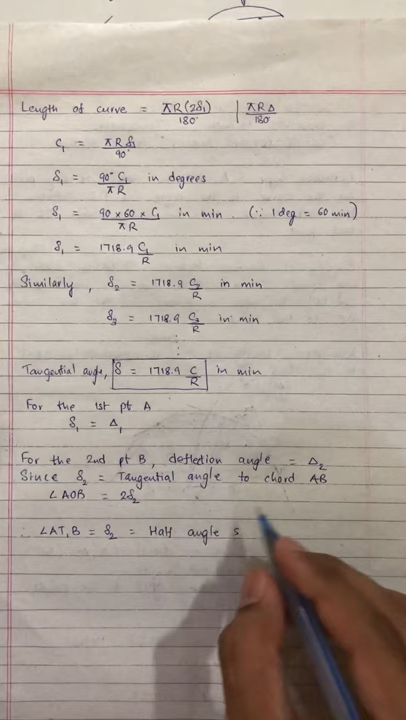 Length of curve = πR(2δ₁)/180° | πRΔ/180
C₁ = πRδ₁/90°
δ₁ = 90° C₁/πR in degrees
δ₁ = 90 x 60 x C₁/πR in min. (∵ 1 deg = 60 min)
δ₁ = 1718.9 C₁/R in min
Similarly, δ₂ = 1718.9 C₂/R in min
δ₃ = 1718.9 C₃/R in min
⋮
Tangential angle, δ = 1718.9 C/R in min
For the 1st pt A
δ₁ = Δ₁
For the 2nd pt B, deflection angle = Δ₂
Since δ₂ = Tangential angle to chord AB
∠AOB = 2δ₂
∴ ∠AT₁B = δ₂ = Half angle s